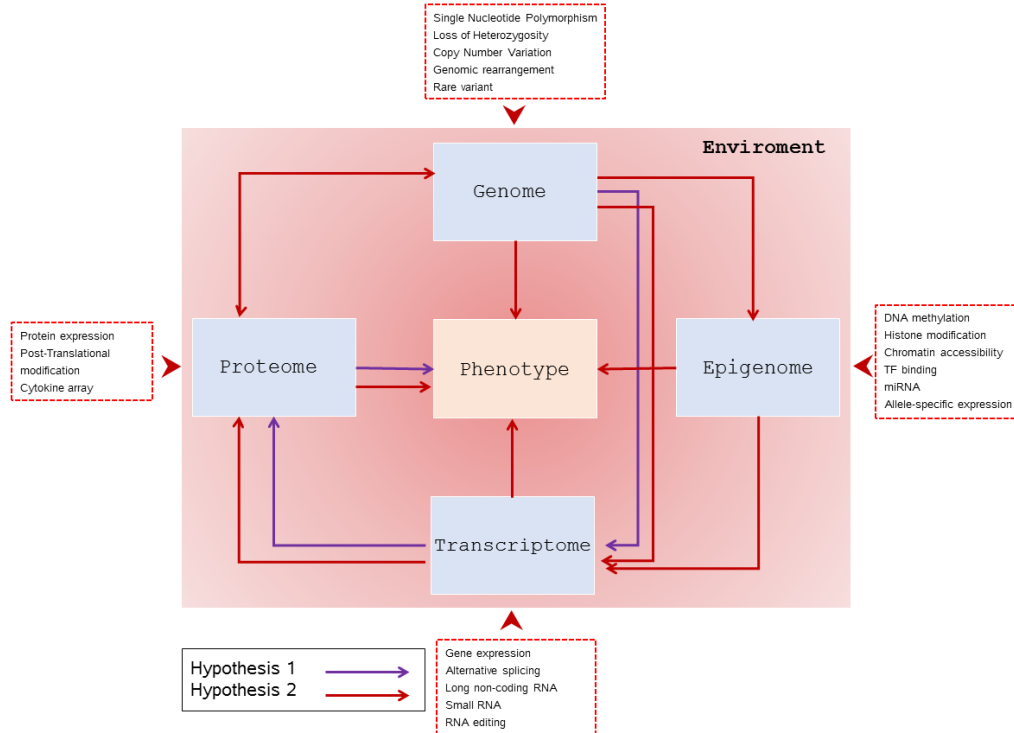 Single Nucleotide Polymorphism
Loss of Heterozygosity
Copy Number Variation
Genomic rearrangement
Rare variant
Enviroment
Genome
Protein expression
Post-Translational
modification
Cytokine array
Proteome
Phenotype
Epigenome
DNA methylation
Histone modification
Chromatin accessibility
TF binding
miRNA
Allele-specific expression
Transcriptome
Hypothesis 1
Hypothesis 2
Gene expression
Alternative splicing
Long non-coding RNA
Small RNA
RNA editing